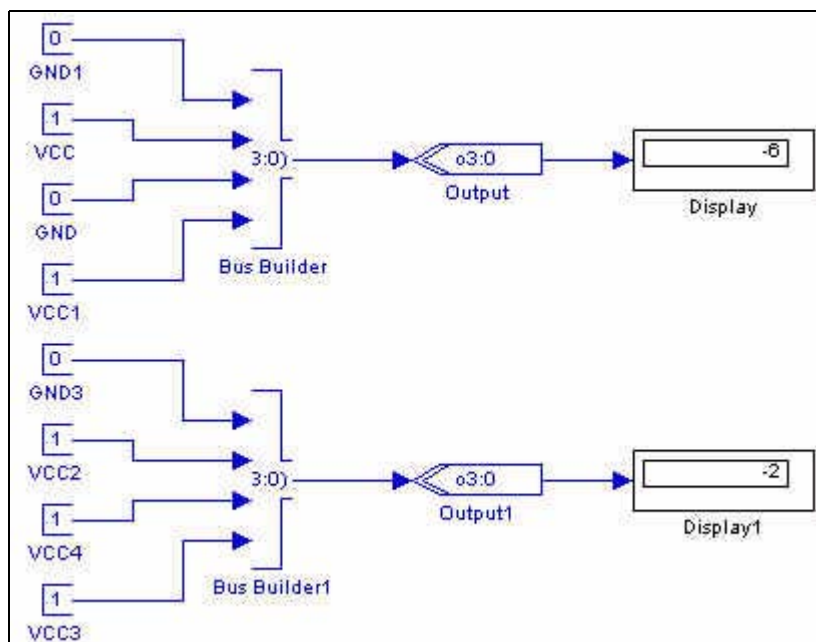 0
GND1
1
VCC
0
GND
1
VCC1
3:0)
Bus Builder
o3:0
Output
-6
Display
0
GND3
1
VCC2
1
VCC4
1
VCC3
3:0)
Bus Builder1
o3:0
Output1
-2
Display1